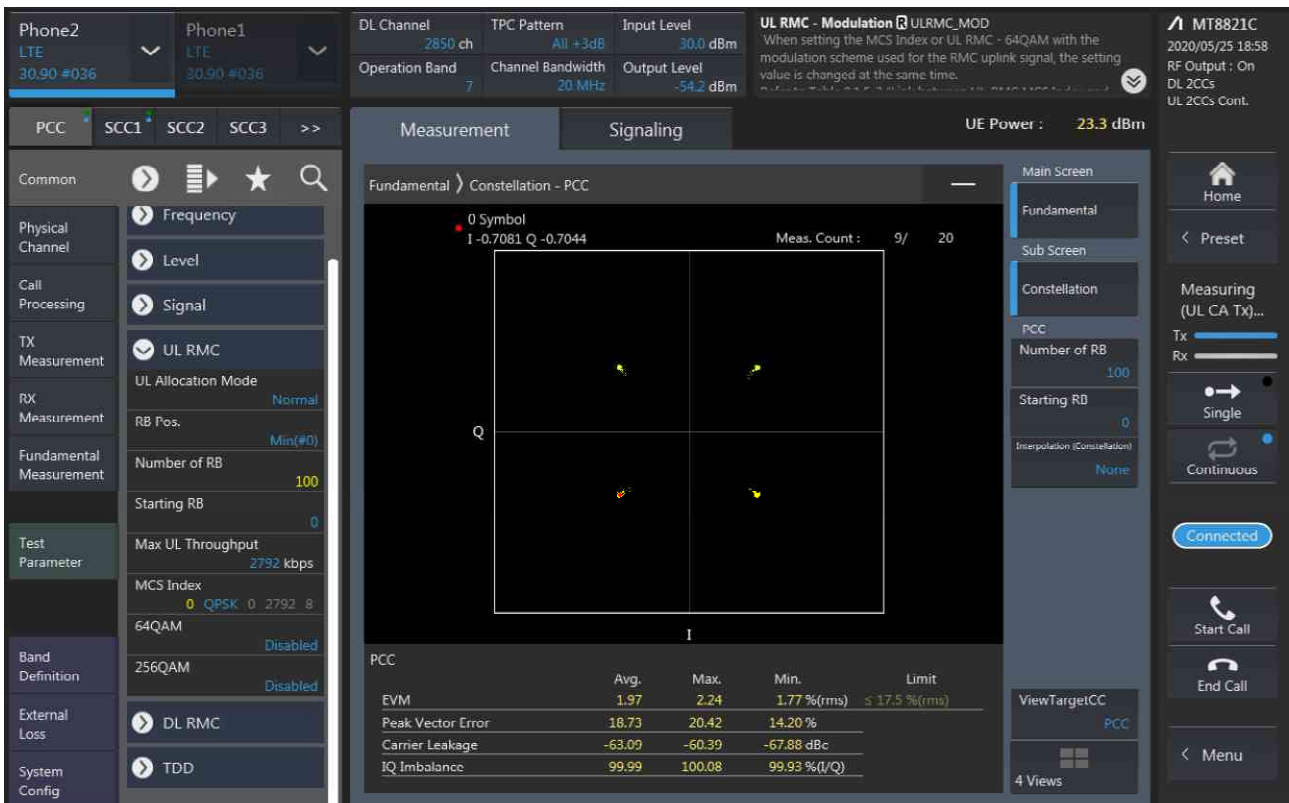 Phone2
LTE
30.90 #036
Phone1
LTE
30.90 #036
DL Channel
2850 ch
TPC Pattern
All +3dB
Input Level
30.0 dBm
Operation Band
7
Channel Bandwidth
20 MHz
Output Level
-54.2 dBm
UL RMC - Modulation R ULRMC_MOD
When setting the MCS Index or UL RMC - 64QAM with the
modulation scheme used for the RMC uplink signal, the setting
value is changed at the same time.
MT8821C
2020/05/25 18:58
RF Output : On
DL 2CCs
UL 2CCs Cont.
PCC SCC1 SCC2 SCC3 >>
Measurement
Signaling
UE Power : 23.3 dBm
Common
Physical
Channel
Call
Processing
TX
Measurement
RX
Measurement
Fundamental
Measurement
Test
Parameter
Band
Definition
External
Loss
System
Config
Frequency
Level
Signal
UL RMC
UL Allocation Mode
Normal
RB Pos.
Min(#0)
Number of RB
100
Starting RB
0
Max UL Throughput
2792 kbps
MCS Index
0 QPSK 0 2792 8
64QAM
Disabled
256QAM
Disabled
DL RMC
TDD
Fundamental 〉 Constellation - PCC
0 Symbol
I -0.7081 Q -0.7044
Meas. Count : 9/ 20
Q
I
PCC
Avg. Max. Min. Limit
EVM 1.97 2.24 1.77 %(rms) ≤ 17.5 %(rms)
Peak Vector Error 18.73 20.42 14.20 %
Carrier Leakage -63.09 -60.39 -67.88 dBc
IQ Imbalance 99.99 100.08 99.93 %(I/Q)
Main Screen
Fundamental
Sub Screen
Constellation
PCC
Number of RB
100
Starting RB
0
Interpolation (Constellation)
None
ViewTargetCC
PCC
4 Views
Home
< Preset
Measuring
(UL CA Tx)...
Tx
Rx
Single
Continuous
Connected
Start Call
End Call
< Menu